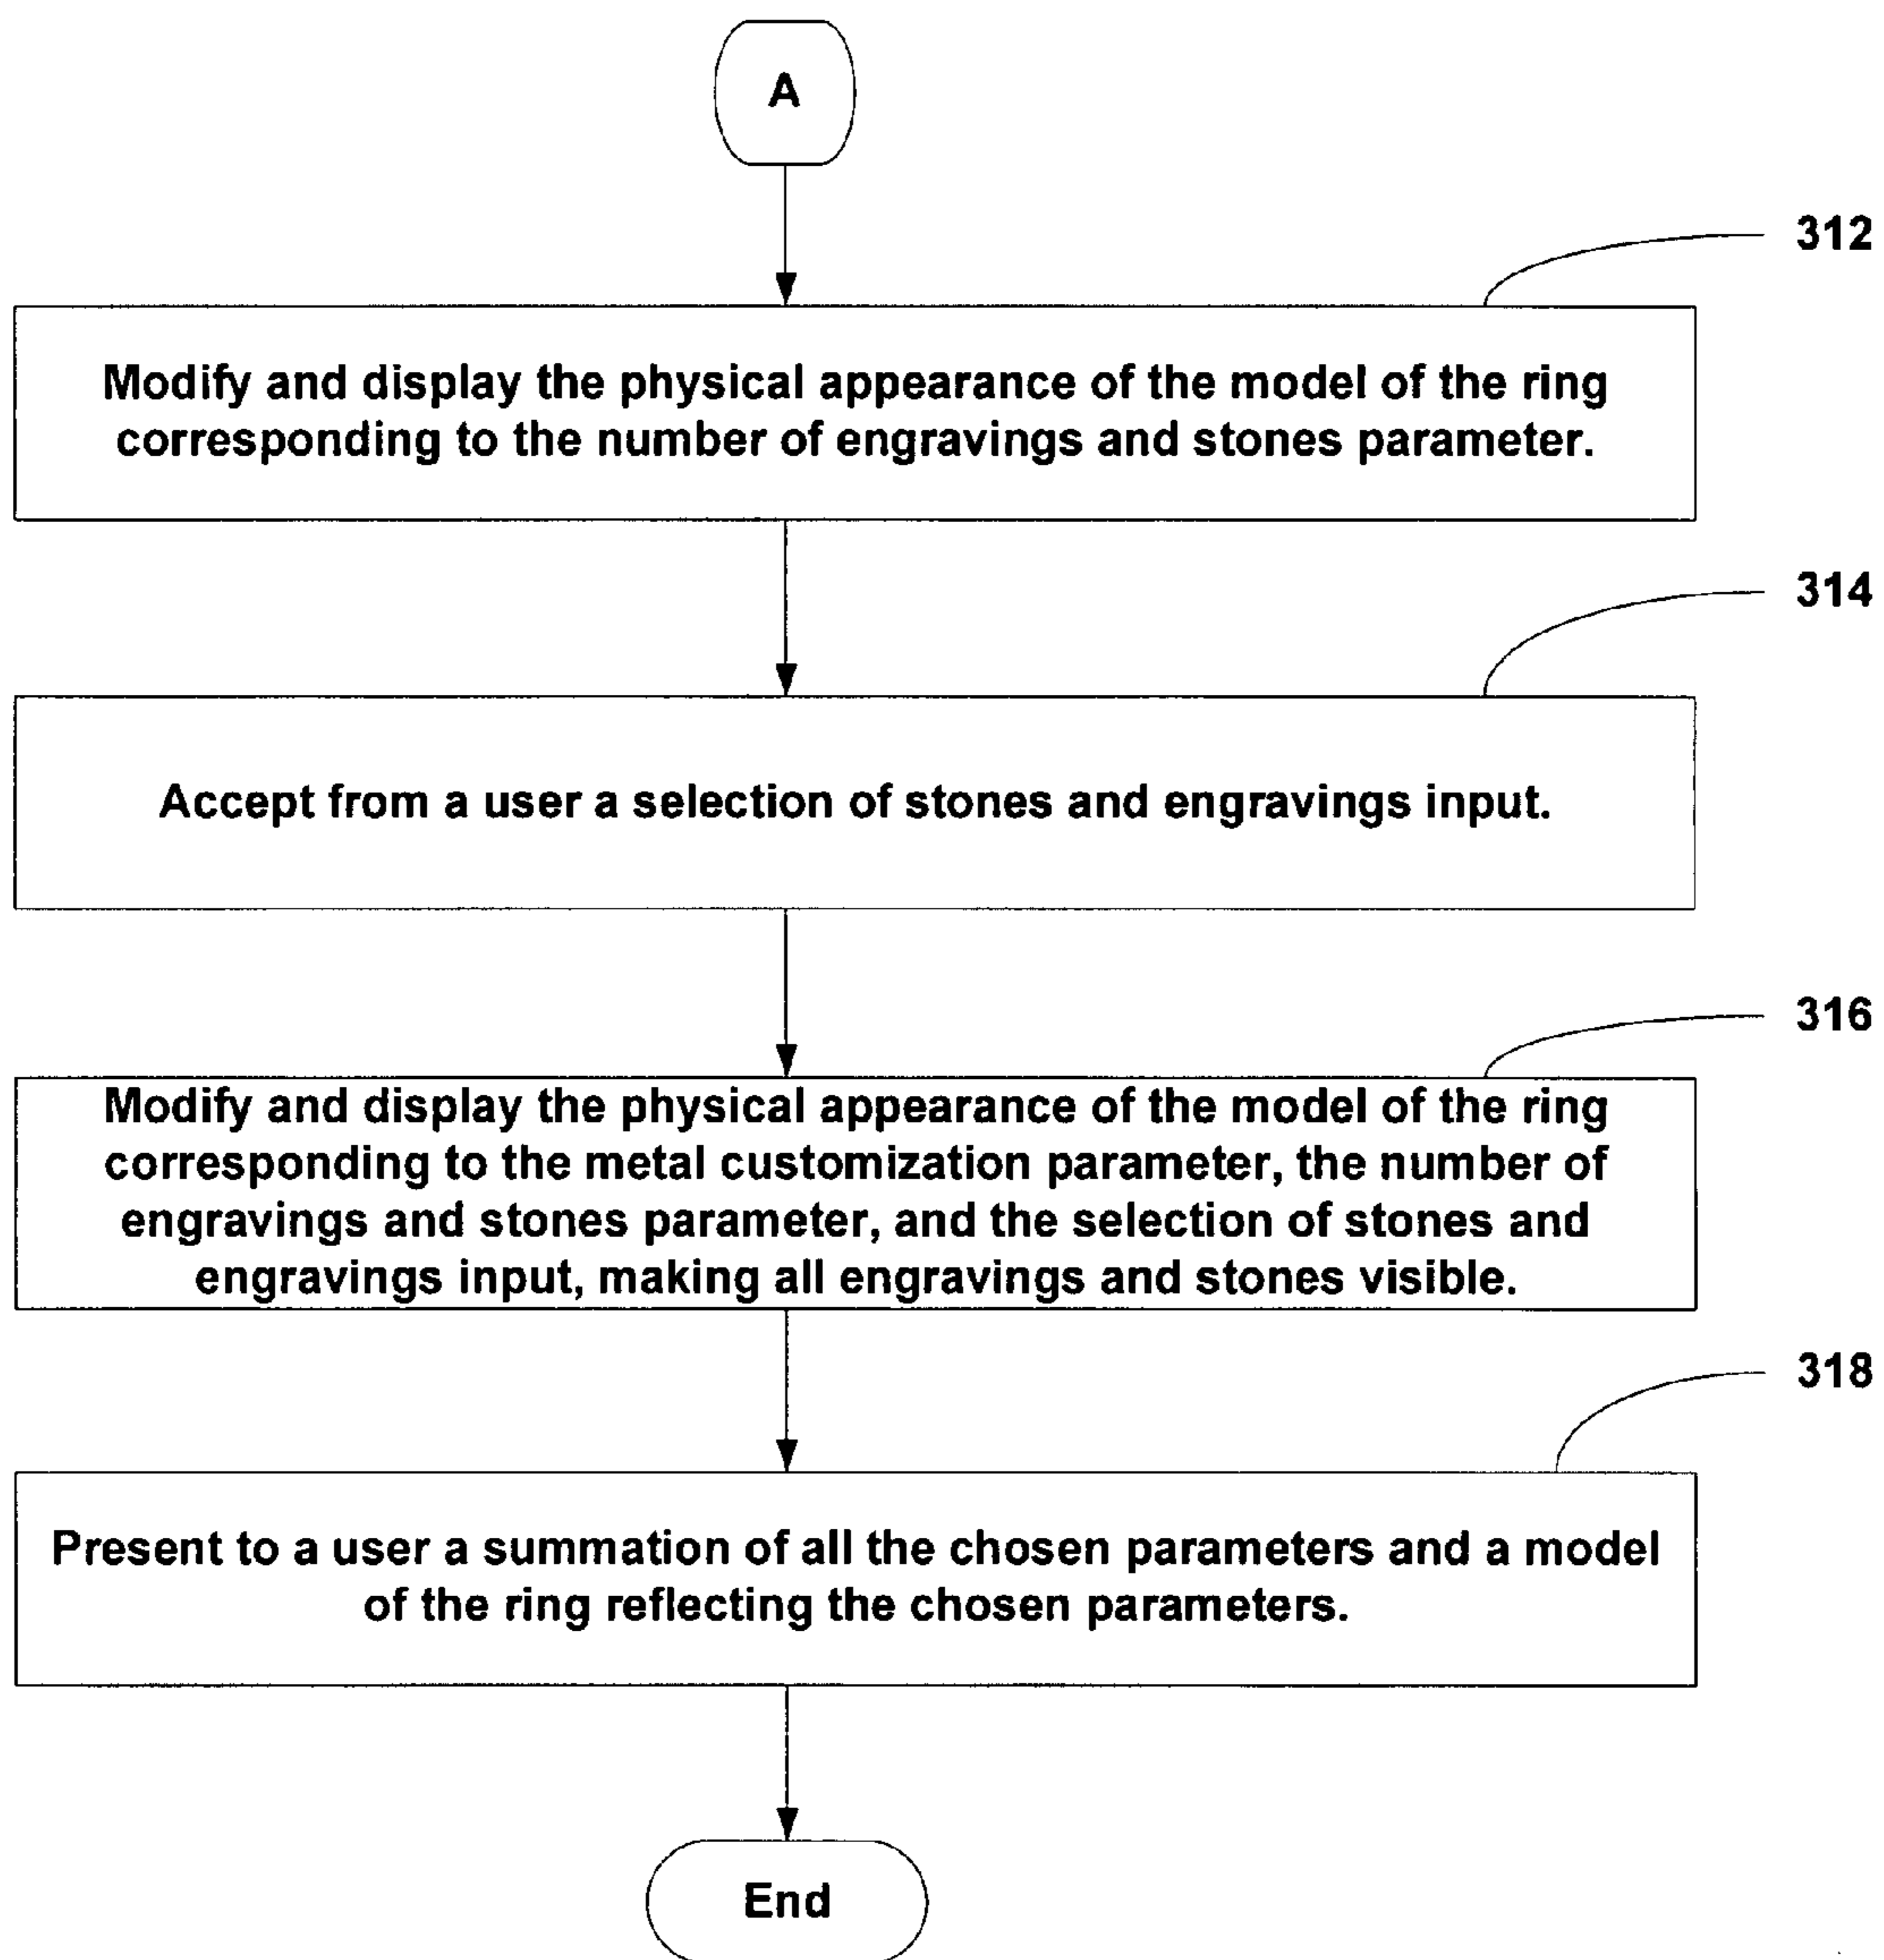 A
312
Modify and display the physical appearance of the model of the ring
corresponding to the number of engravings and stones parameter.
314
Accept from a user a selection of stones and engravings input.
316
Modify and display the physical appearance of the model of the ring
corresponding to the metal customization parameter, the number of
engravings and stones parameter, and the selection of stones and
engravings input, making all engravings and stones visible.
318
Present to a user a summation of all the chosen parameters and a model
of the ring reflecting the chosen parameters.
End